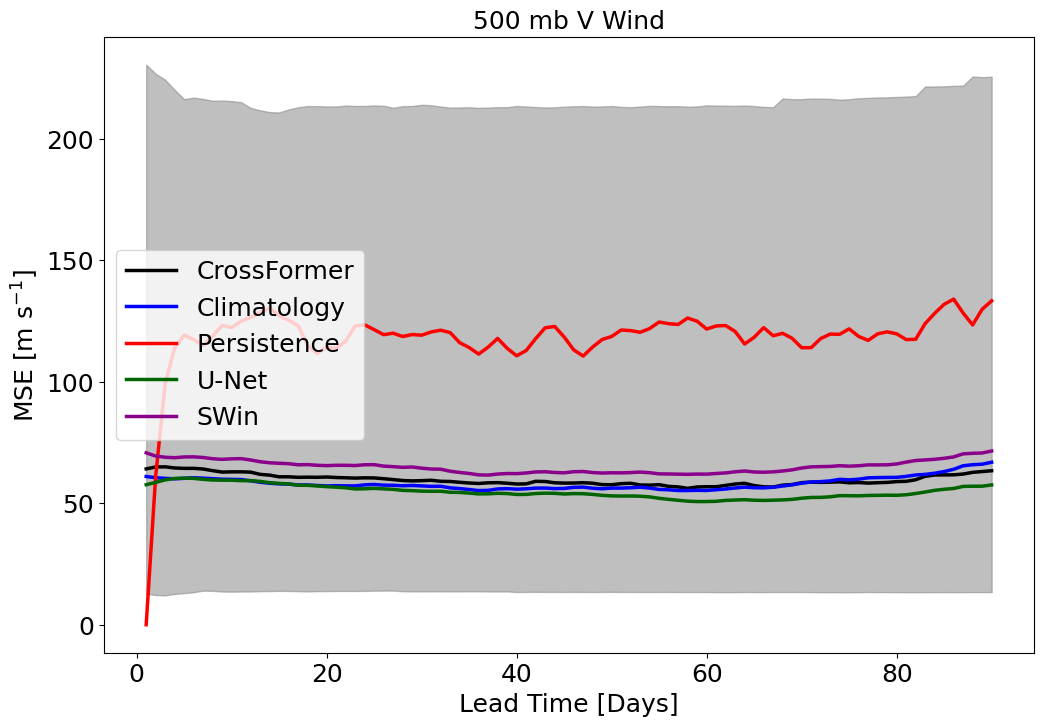 500 mb V Wind
MSE [m s⁻¹]
200
150
100
50
0
CrossFormer
Climatology
Persistence
U-Net
SWin
0 20 40 60 80
Lead Time [Days]